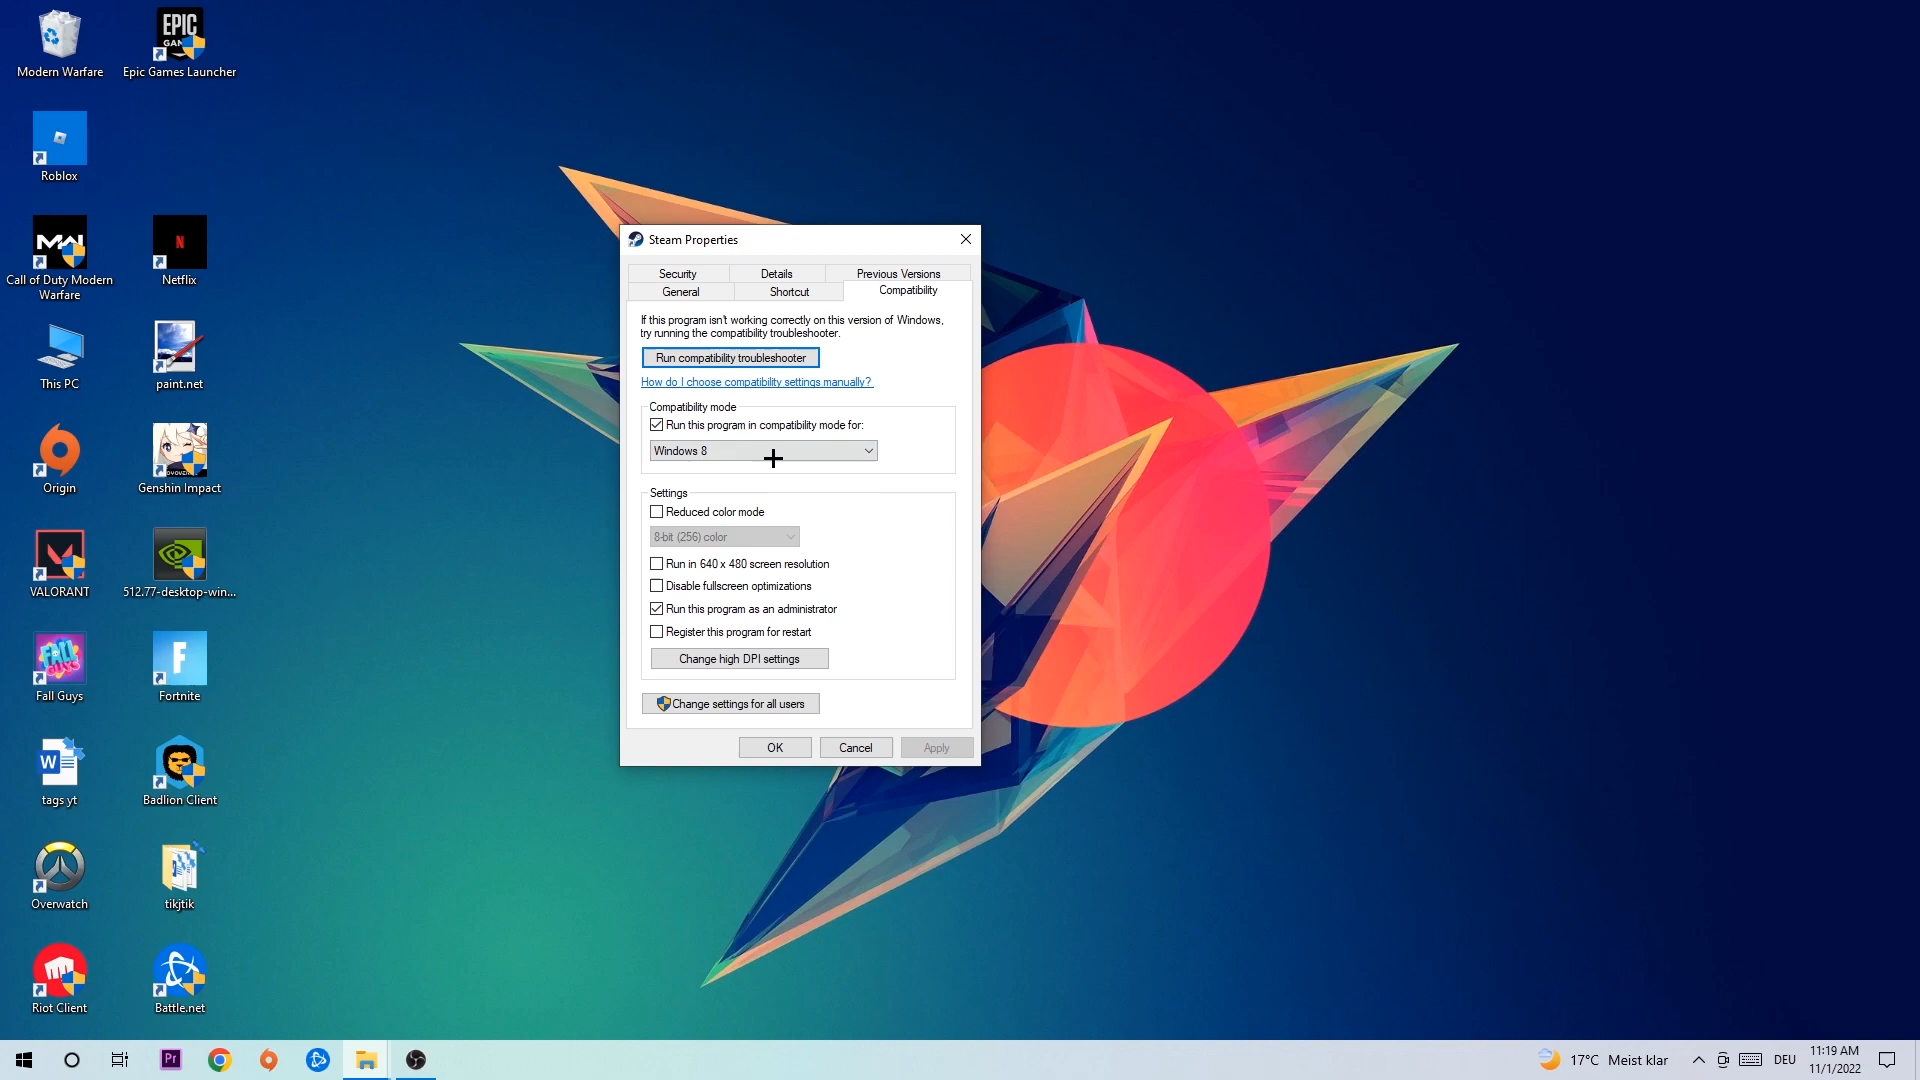 Modern Warfare
EPIC
GAMES
Epic Games Launcher
Roblox
MW
Call of Duty Modern
Warfare
N
Netflix
This PC
paint.net
Origin
Genshin Impact
VALORANT
512.77-desktop-win...
FALL
GUYS
Fall Guys
F
Fortnite
W
tags yt
Badlion Client
Overwatch
tikjtik
Riot Client
Battle.net
Steam Properties
Security
Details
Previous Versions
General
Shortcut
Compatibility
If this program isn't working correctly on this version of Windows,
try running the compatibility troubleshooter.
Run compatibility troubleshooter
How do I choose compatibility settings manually?
Compatibility mode
Run this program in compatibility mode for:
Windows 8
Settings
Reduced color mode
8-bit (256) color
Run in 640 x 480 screen resolution
Disable fullscreen optimizations
Run this program as an administrator
Register this program for restart
Change high DPI settings
Change settings for all users
OK
Cancel
Apply
Pr
17°C Meist klar
DEU
11:19 AM
11/1/2022